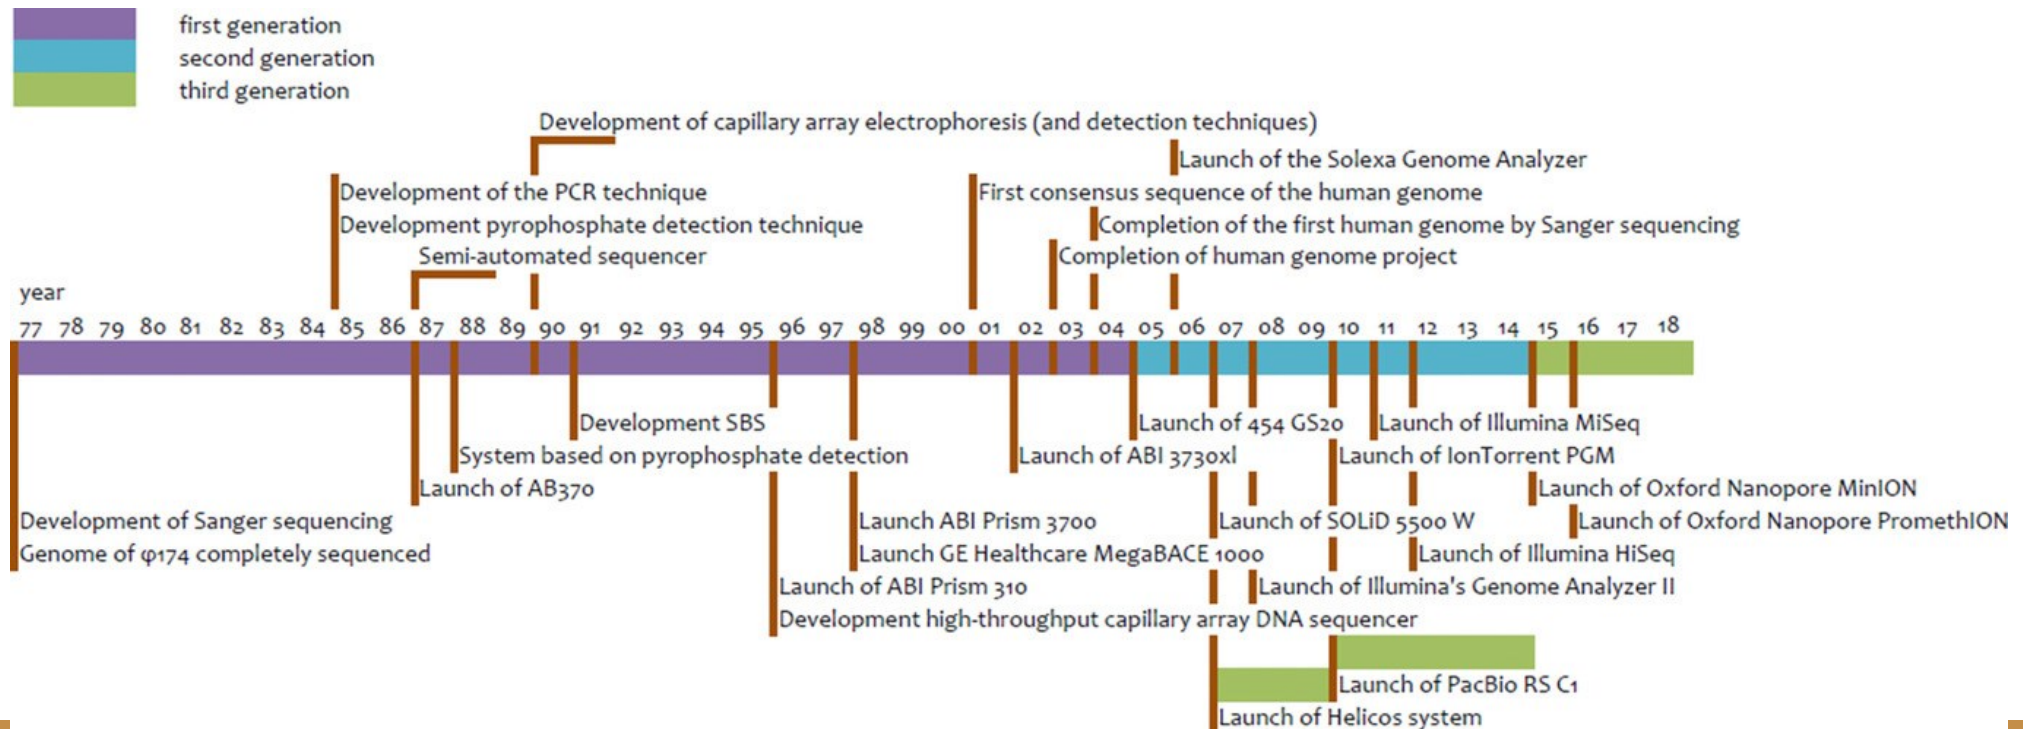 first generation
second generation
third generation
Development of capillary array electrophoresis (and detection techniques)
Launch of the Solexa Genome Analyzer
Development of the PCR technique
First consensus sequence of the human genome
Development pyrophosphate detection technique
Completion of the first human genome by Sanger sequencing
Semi-automated sequencer
Completion of human genome project
year
77 78 79 80 81 82 83 84 85 86 87 88 89 90 91 92 93 94 95 96 97 98 99 00 01 02 03 04 05 06 07 08 09 10 11 12 13 14 15 16 17 18
Development SBS
Launch of 454 GS20
Launch of Illumina MiSeq
System based on pyrophosphate detection
Launch of ABI 3730xl
Launch of IonTorrent PGM
Launch of AB370
Launch of Oxford Nanopore MinION
Development of Sanger sequencing
Launch ABI Prism 3700
Launch of SOLiD 5500 W
Launch of Oxford Nanopore PromethION
Genome of φ174 completely sequenced
Launch GE Healthcare MegaBACE 1000
Launch of Illumina HiSeq
Launch of ABI Prism 310
Launch of Illumina's Genome Analyzer II
Development high-throughput capillary array DNA sequencer
Launch of PacBio RS C1
Launch of Helicos system